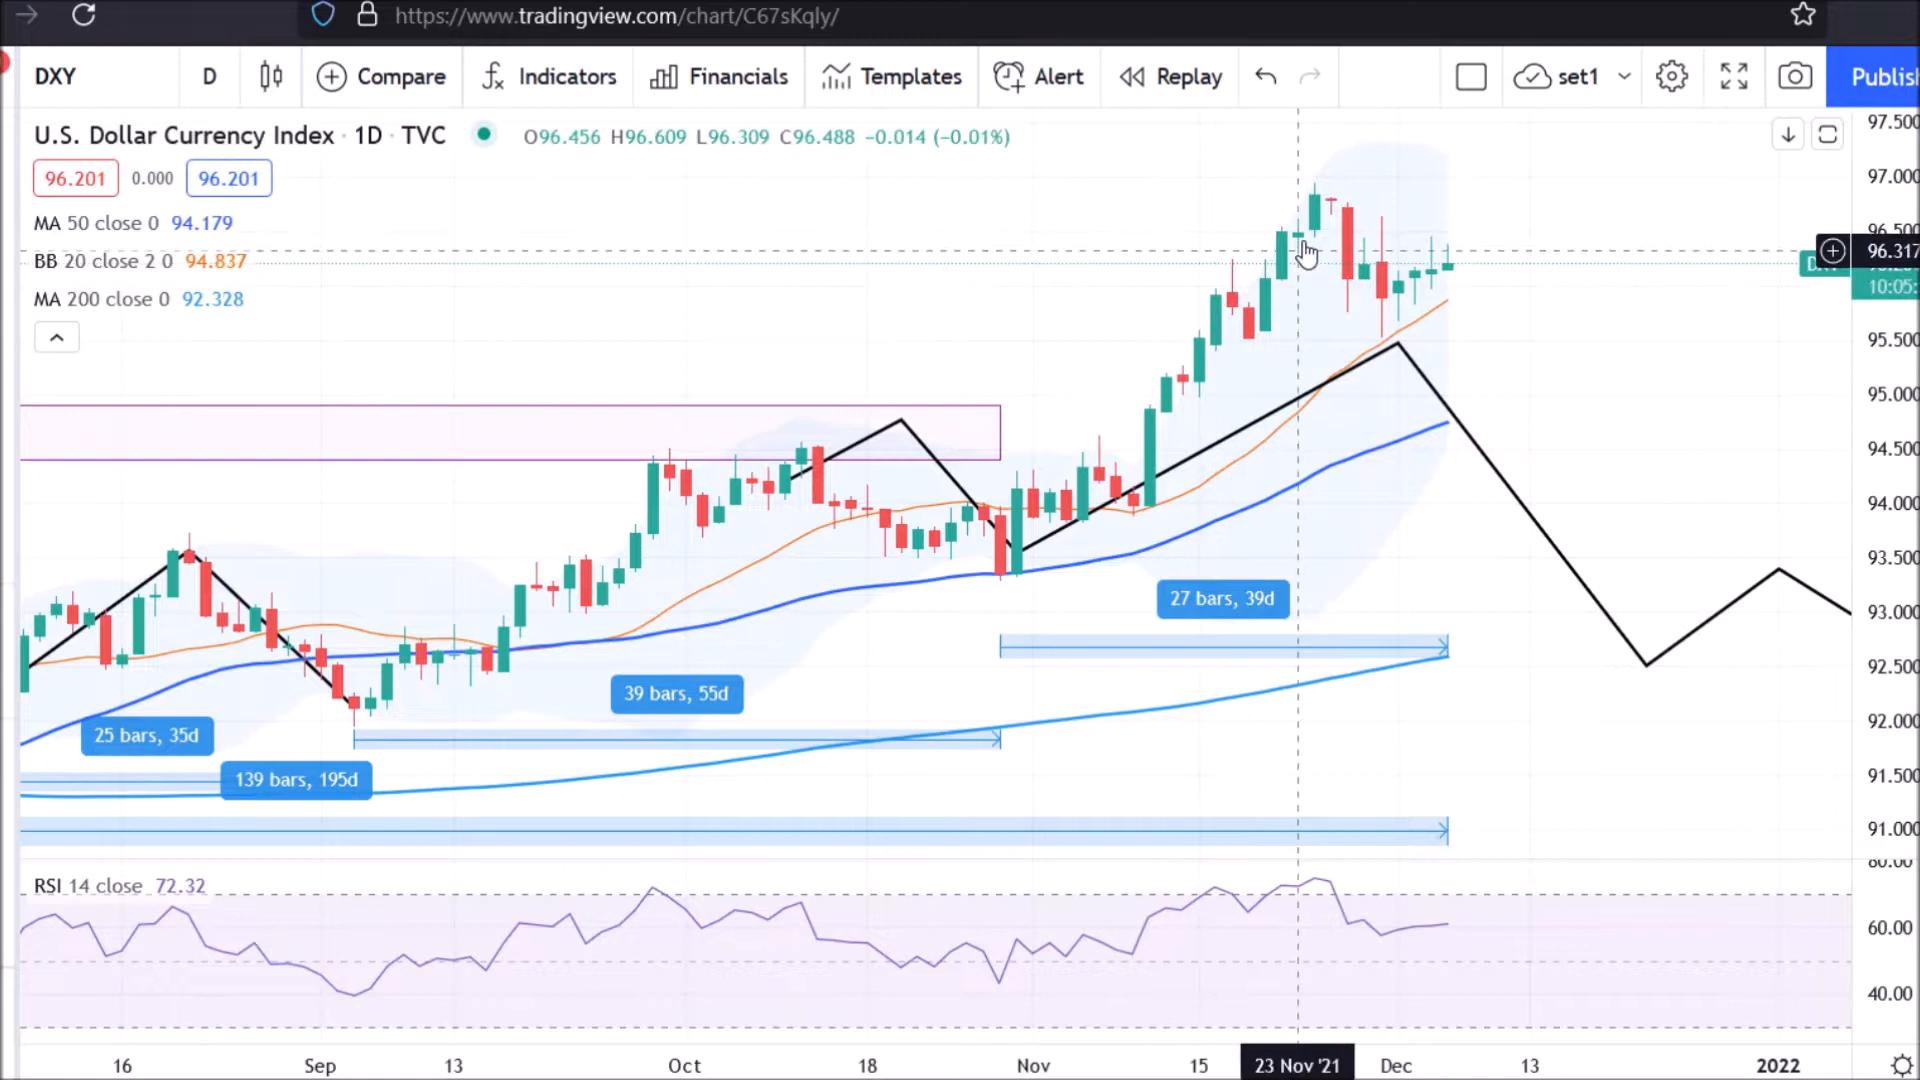 https://www.tradingview.com/chart/C67sKqly/
DXY D Compare Indicators Financials Templates Alert Replay set1 Publis
U.S. Dollar Currency Index · 1D · TVC O96.456 H96.609 L96.309 C96.488 −0.014 (−0.01%)
96.201 0.000 96.201
MA 50 close 0 94.179
BB 20 close 2 0 94.837
MA 200 close 0 92.328
97.500
97.000
96.500
96.317
10:05:
95.500
95.000
94.500
94.000
93.500
93.000
92.500
92.000
91.500
91.000
27 bars, 39d
39 bars, 55d
25 bars, 35d
139 bars, 195d
RSI 14 close 72.32
80.00
60.00
40.00
16 Sep 13 Oct 18 Nov 15 23 Nov '21 Dec 13 2022